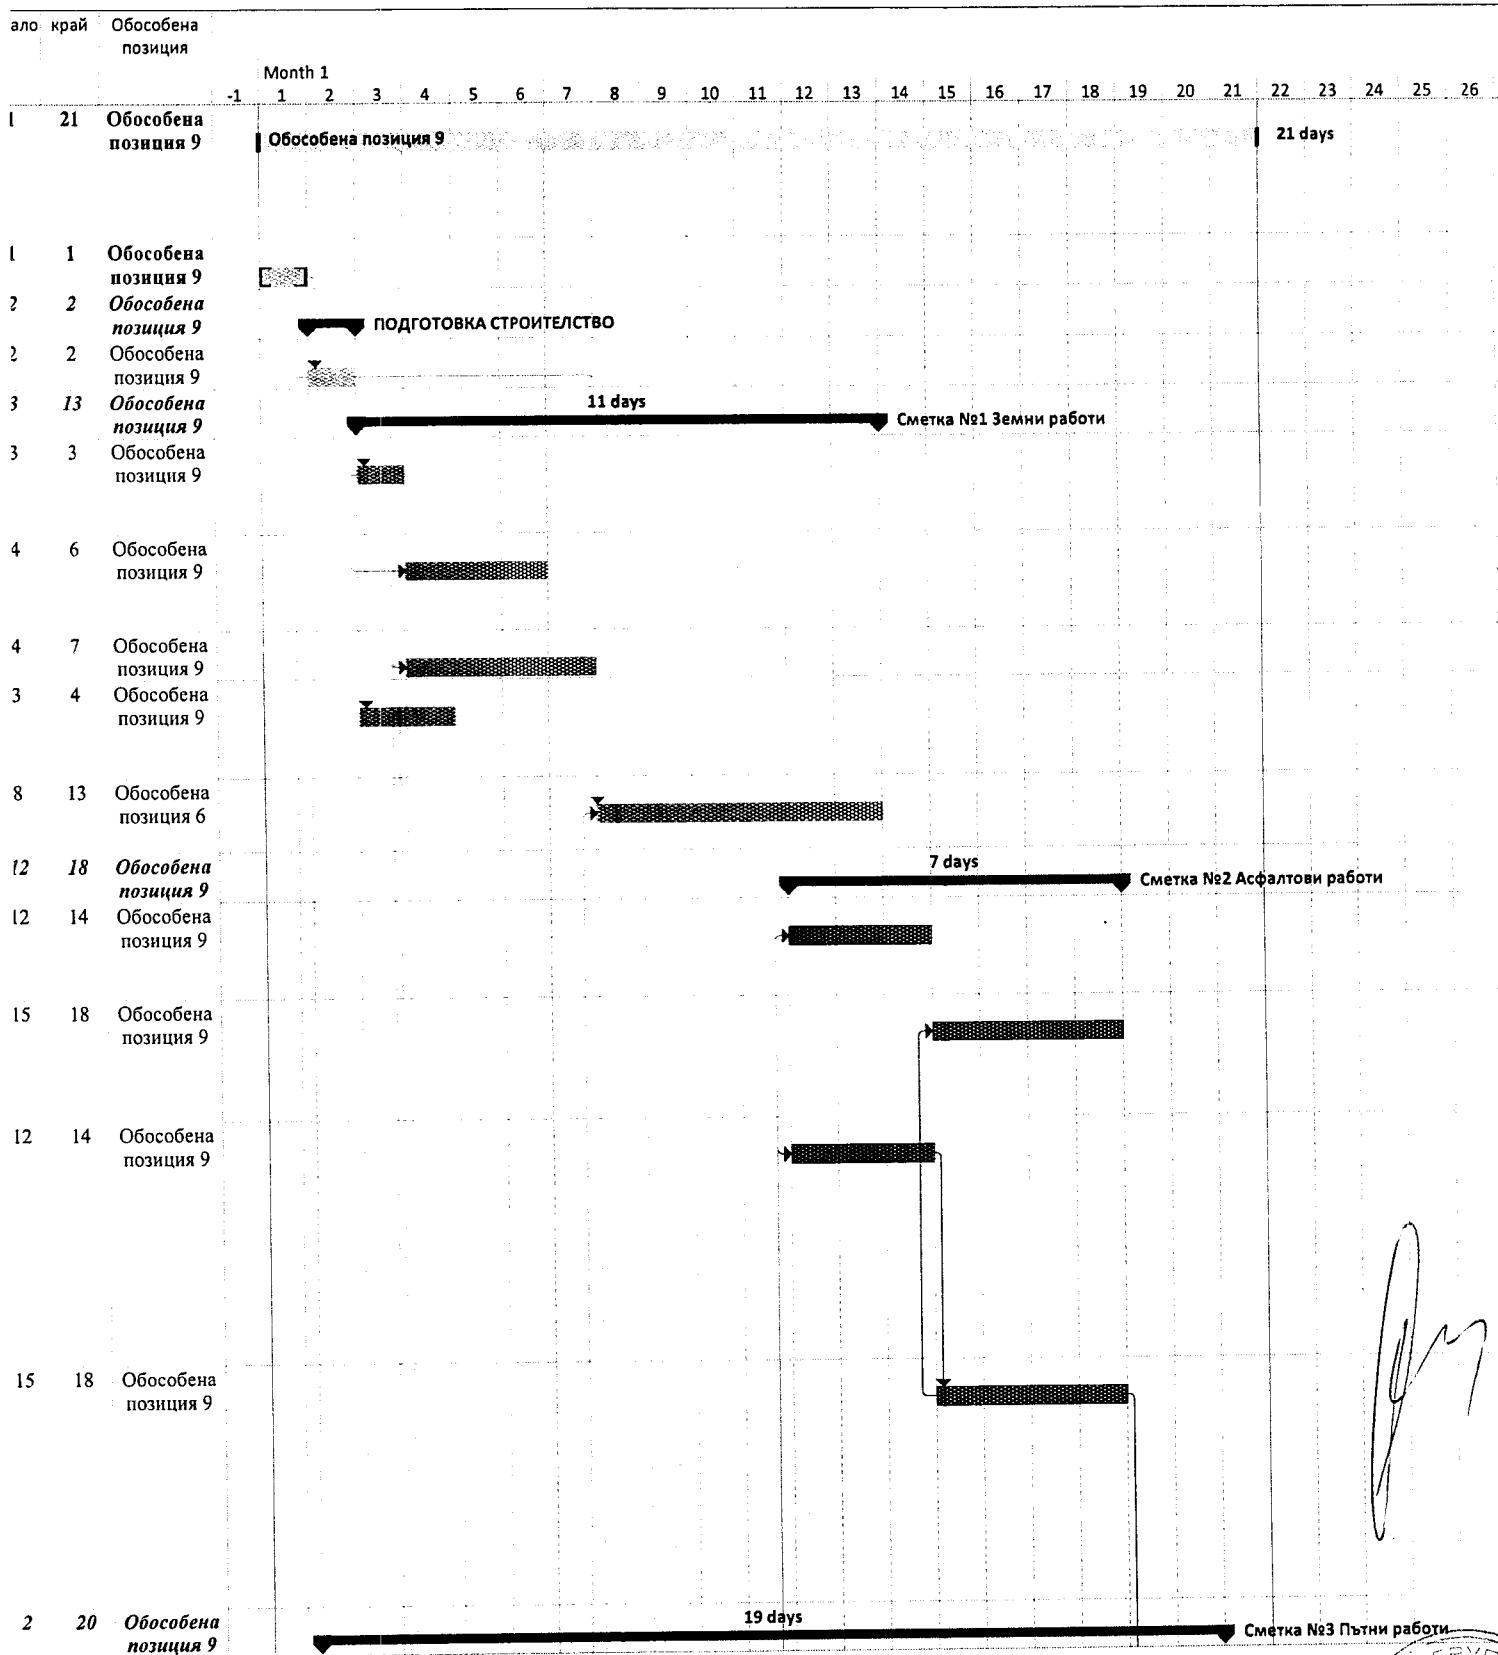 ало край Обособена
позиция
Month 1
-1 1 2 3 4 5 6 7 8 9 10 11 12 13 14 15 16 17 18 19 20 21 22 23 24 25 26
1 21 Обособена
позиция 9
Обособена позиция 9
21 days
1 1 Обособена
позиция 9
2 2 Обособена
позиция 9
ПОДГОТОВКА СТРОИТЕЛСТВО
2 2 Обособена
позиция 9
3 13 Обособена
позиция 9
11 days
Сметка №1 Земни работи
3 3 Обособена
позиция 9
4 6 Обособена
позиция 9
4 7 Обособена
позиция 9
3 4 Обособена
позиция 9
8 13 Обособена
позиция 6
12 18 Обособена
позиция 9
7 days
Сметка №2 Асфалтови работи
12 14 Обособена
позиция 9
15 18 Обособена
позиция 9
12 14 Обособена
позиция 9
15 18 Обособена
позиция 9
2 20 Обособена
позиция 9
19 days
Сметка №3 Пътни работи